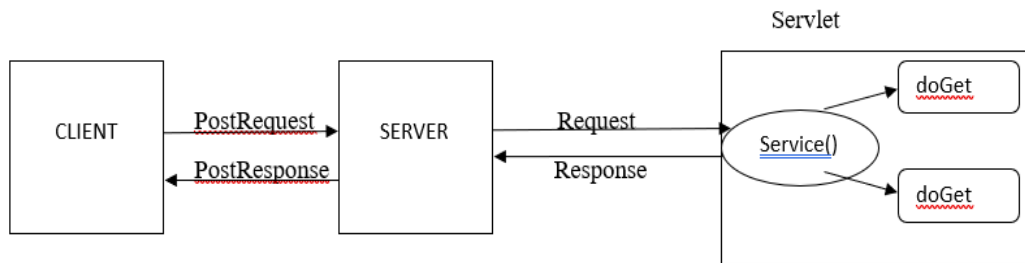 Servlet
doGet
CLIENT
PostRequest
SERVER
Request
Service()
PostResponse
Response
doGet